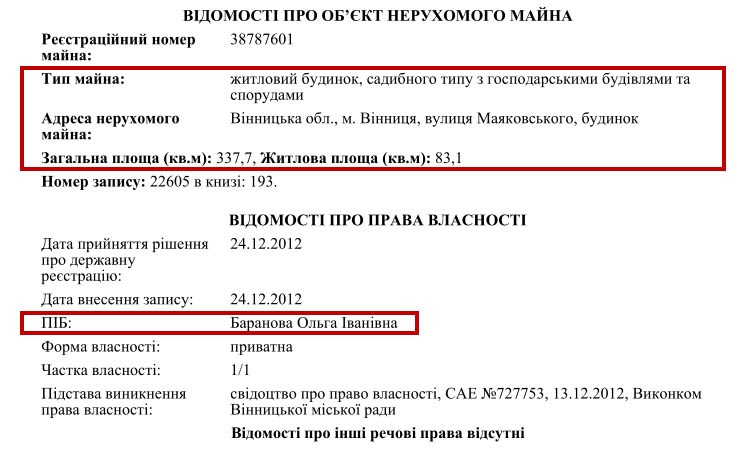 ВІДОМОСТІ ПРО ОБ’ЄКТ НЕРУХОМОГО МАЙНА
Реєстраційний номер майна: 38787601
Тип майна: житловий будинок, садибного типу з господарськими будівлями та спорудами
Адреса нерухомого майна: Вінницька обл., м. Вінниця, вулиця Маяковського, будинок
Загальна площа (кв.м): 337,7, Житлова площа (кв.м): 83,1
Номер запису: 22605 в книзі: 193.
ВІДОМОСТІ ПРО ПРАВА ВЛАСНОСТІ
Дата прийняття рішення про державну реєстрацію: 24.12.2012
Дата внесення запису: 24.12.2012
ПІБ: Баранова Ольга Іванівна
Форма власності: приватна
Частка власності: 1/1
Підстава виникнення права власності: свідоцтво про право власності, САЕ №727753, 13.12.2012, Виконком Вінницької міської ради
Відомості про інші речові права відсутні